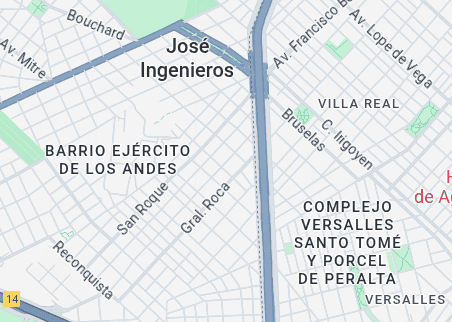 Bouchard
Av. Mitre
José
Ingenieros
Av. Francisco B
Av. Lope de Vega
VILLA REAL
Bruselas
C. Irigoyen
BARRIO EJÉRCITO
DE LOS ANDES
San Roque
Gral. Roca
Reconquista
H
de Ag
COMPLEJO
VERSALLES
SANTO TOMÉ
Y PORCEL
DE PERALTA
VERSALLES
14